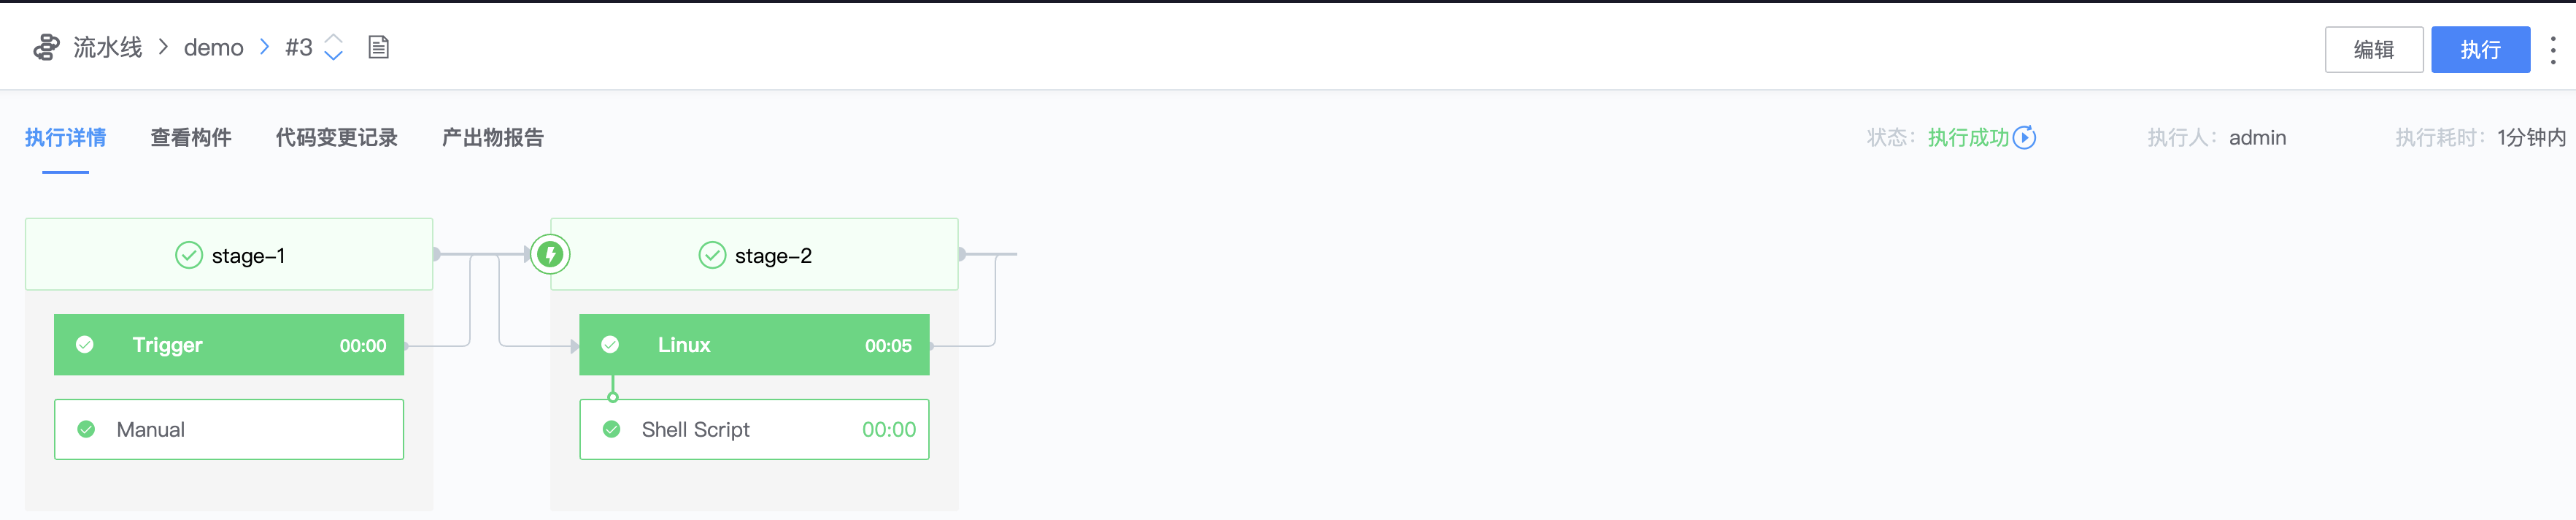 流水线 > demo > #3
编辑 执行
执行详情 查看构件 代码变更记录 产出物报告 状态: 执行成功 执行人: admin 执行耗时: 1分钟内
stage-1 stage-2
Trigger 00:00 Linux 00:05
Manual Shell Script 00:00